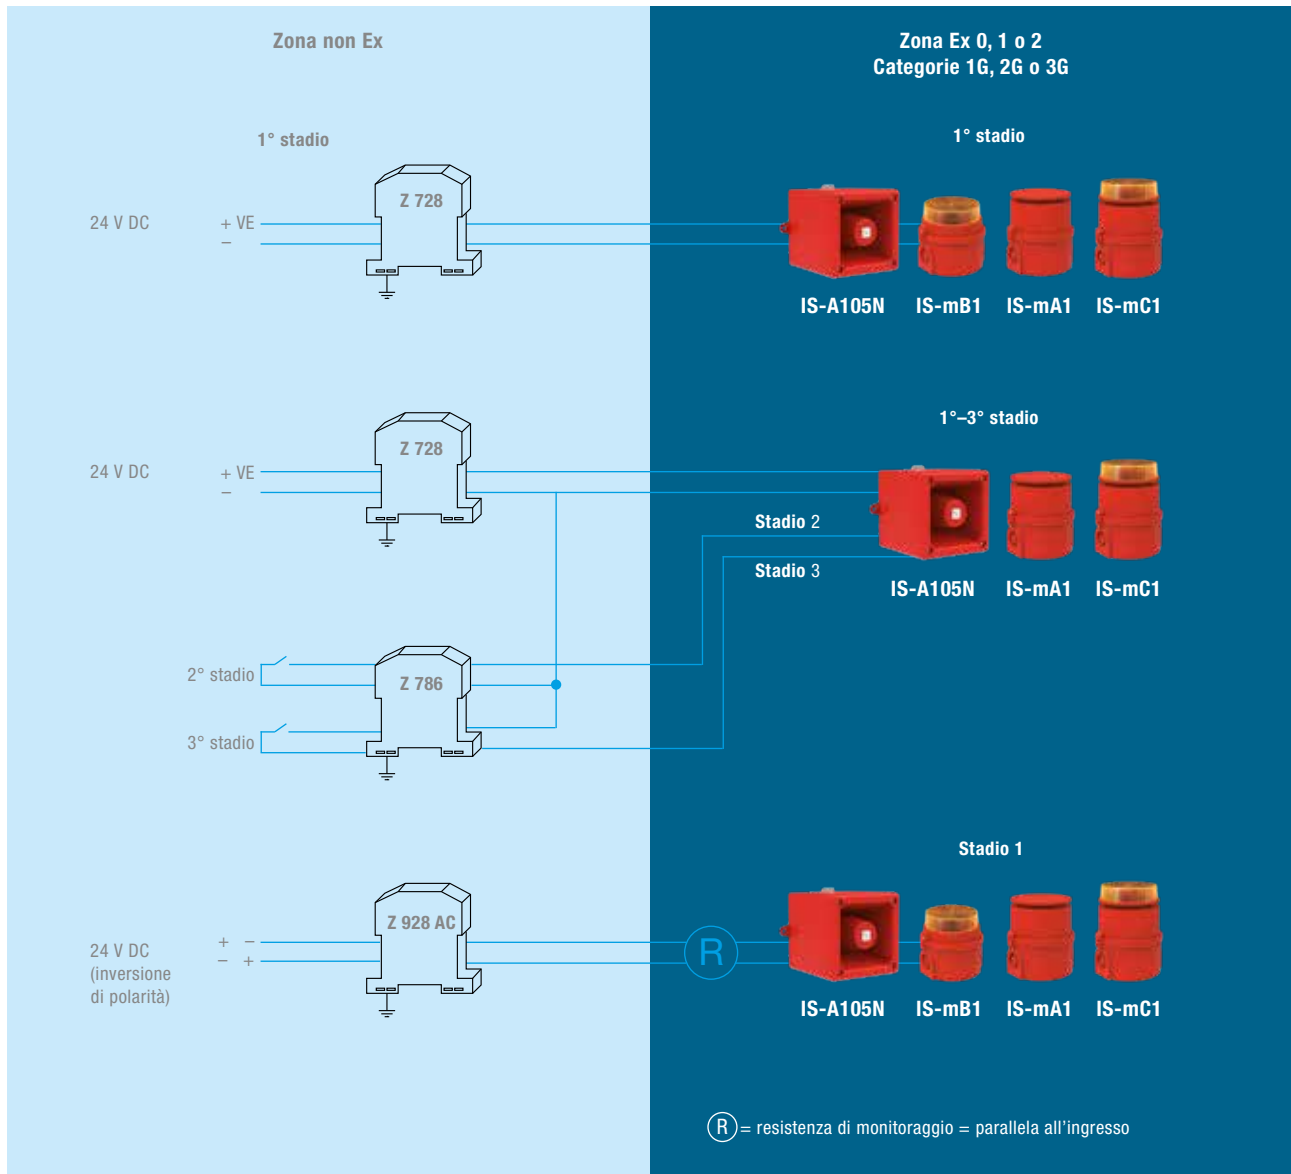 Zona non Ex
Zona Ex 0, 1 o 2
Categorie 1G, 2G o 3G
1° stadio
1° stadio
Z 728
24 V DC
+ VE
–
IS-A105N
IS-mB1
IS-mA1
IS-mC1
1°–3° stadio
Z 728
24 V DC
+ VE
–
Stadio 2
Stadio 3
IS-A105N
IS-mA1
IS-mC1
2° stadio
Z 786
3° stadio
Stadio 1
Z 928 AC
24 V DC
(inversione
di polarità)
+ –
– +
R
IS-A105N
IS-mB1
IS-mA1
IS-mC1
R = resistenza di monitoraggio = parallela all'ingresso